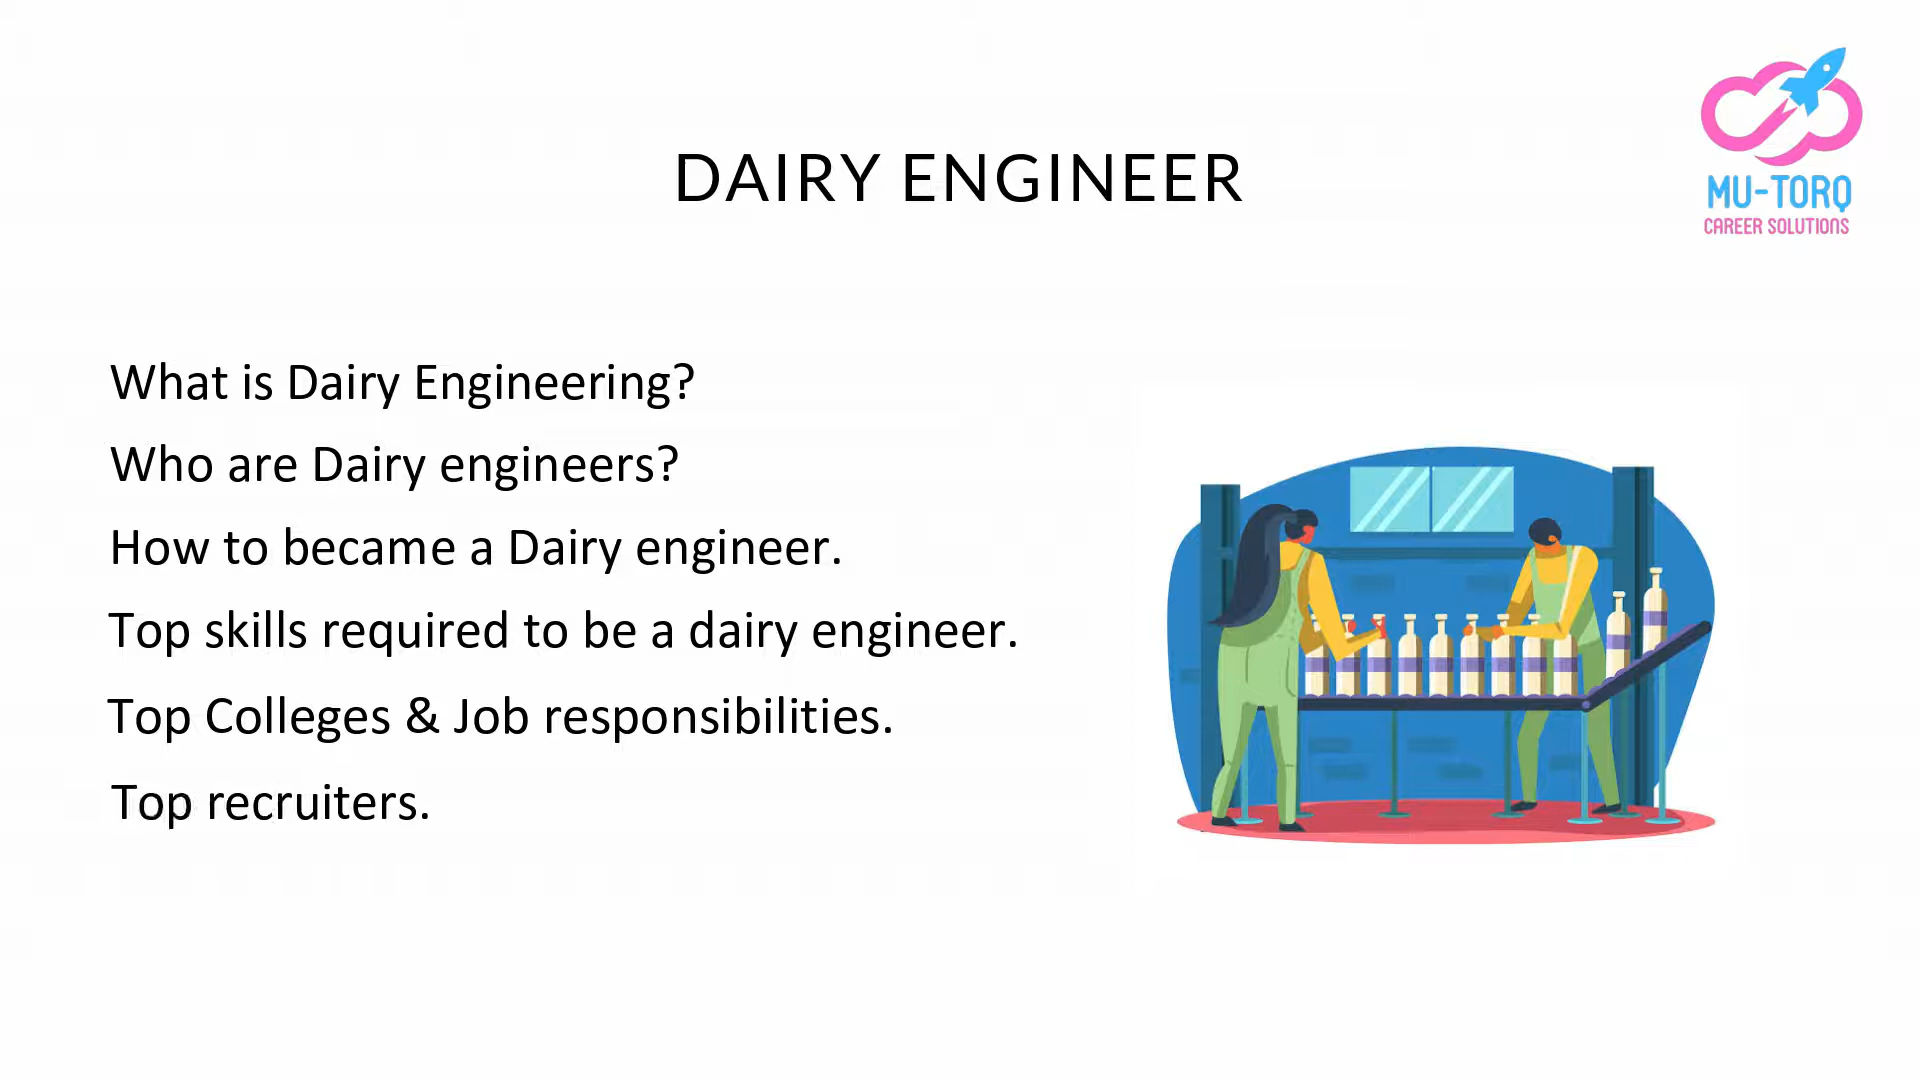 DAIRY ENGINEER
MU-TORQ
CAREER SOLUTIONS
What is Dairy Engineering?
Who are Dairy engineers?
How to became a Dairy engineer.
Top skills required to be a dairy engineer.
Top Colleges & Job responsibilities.
Top recruiters.